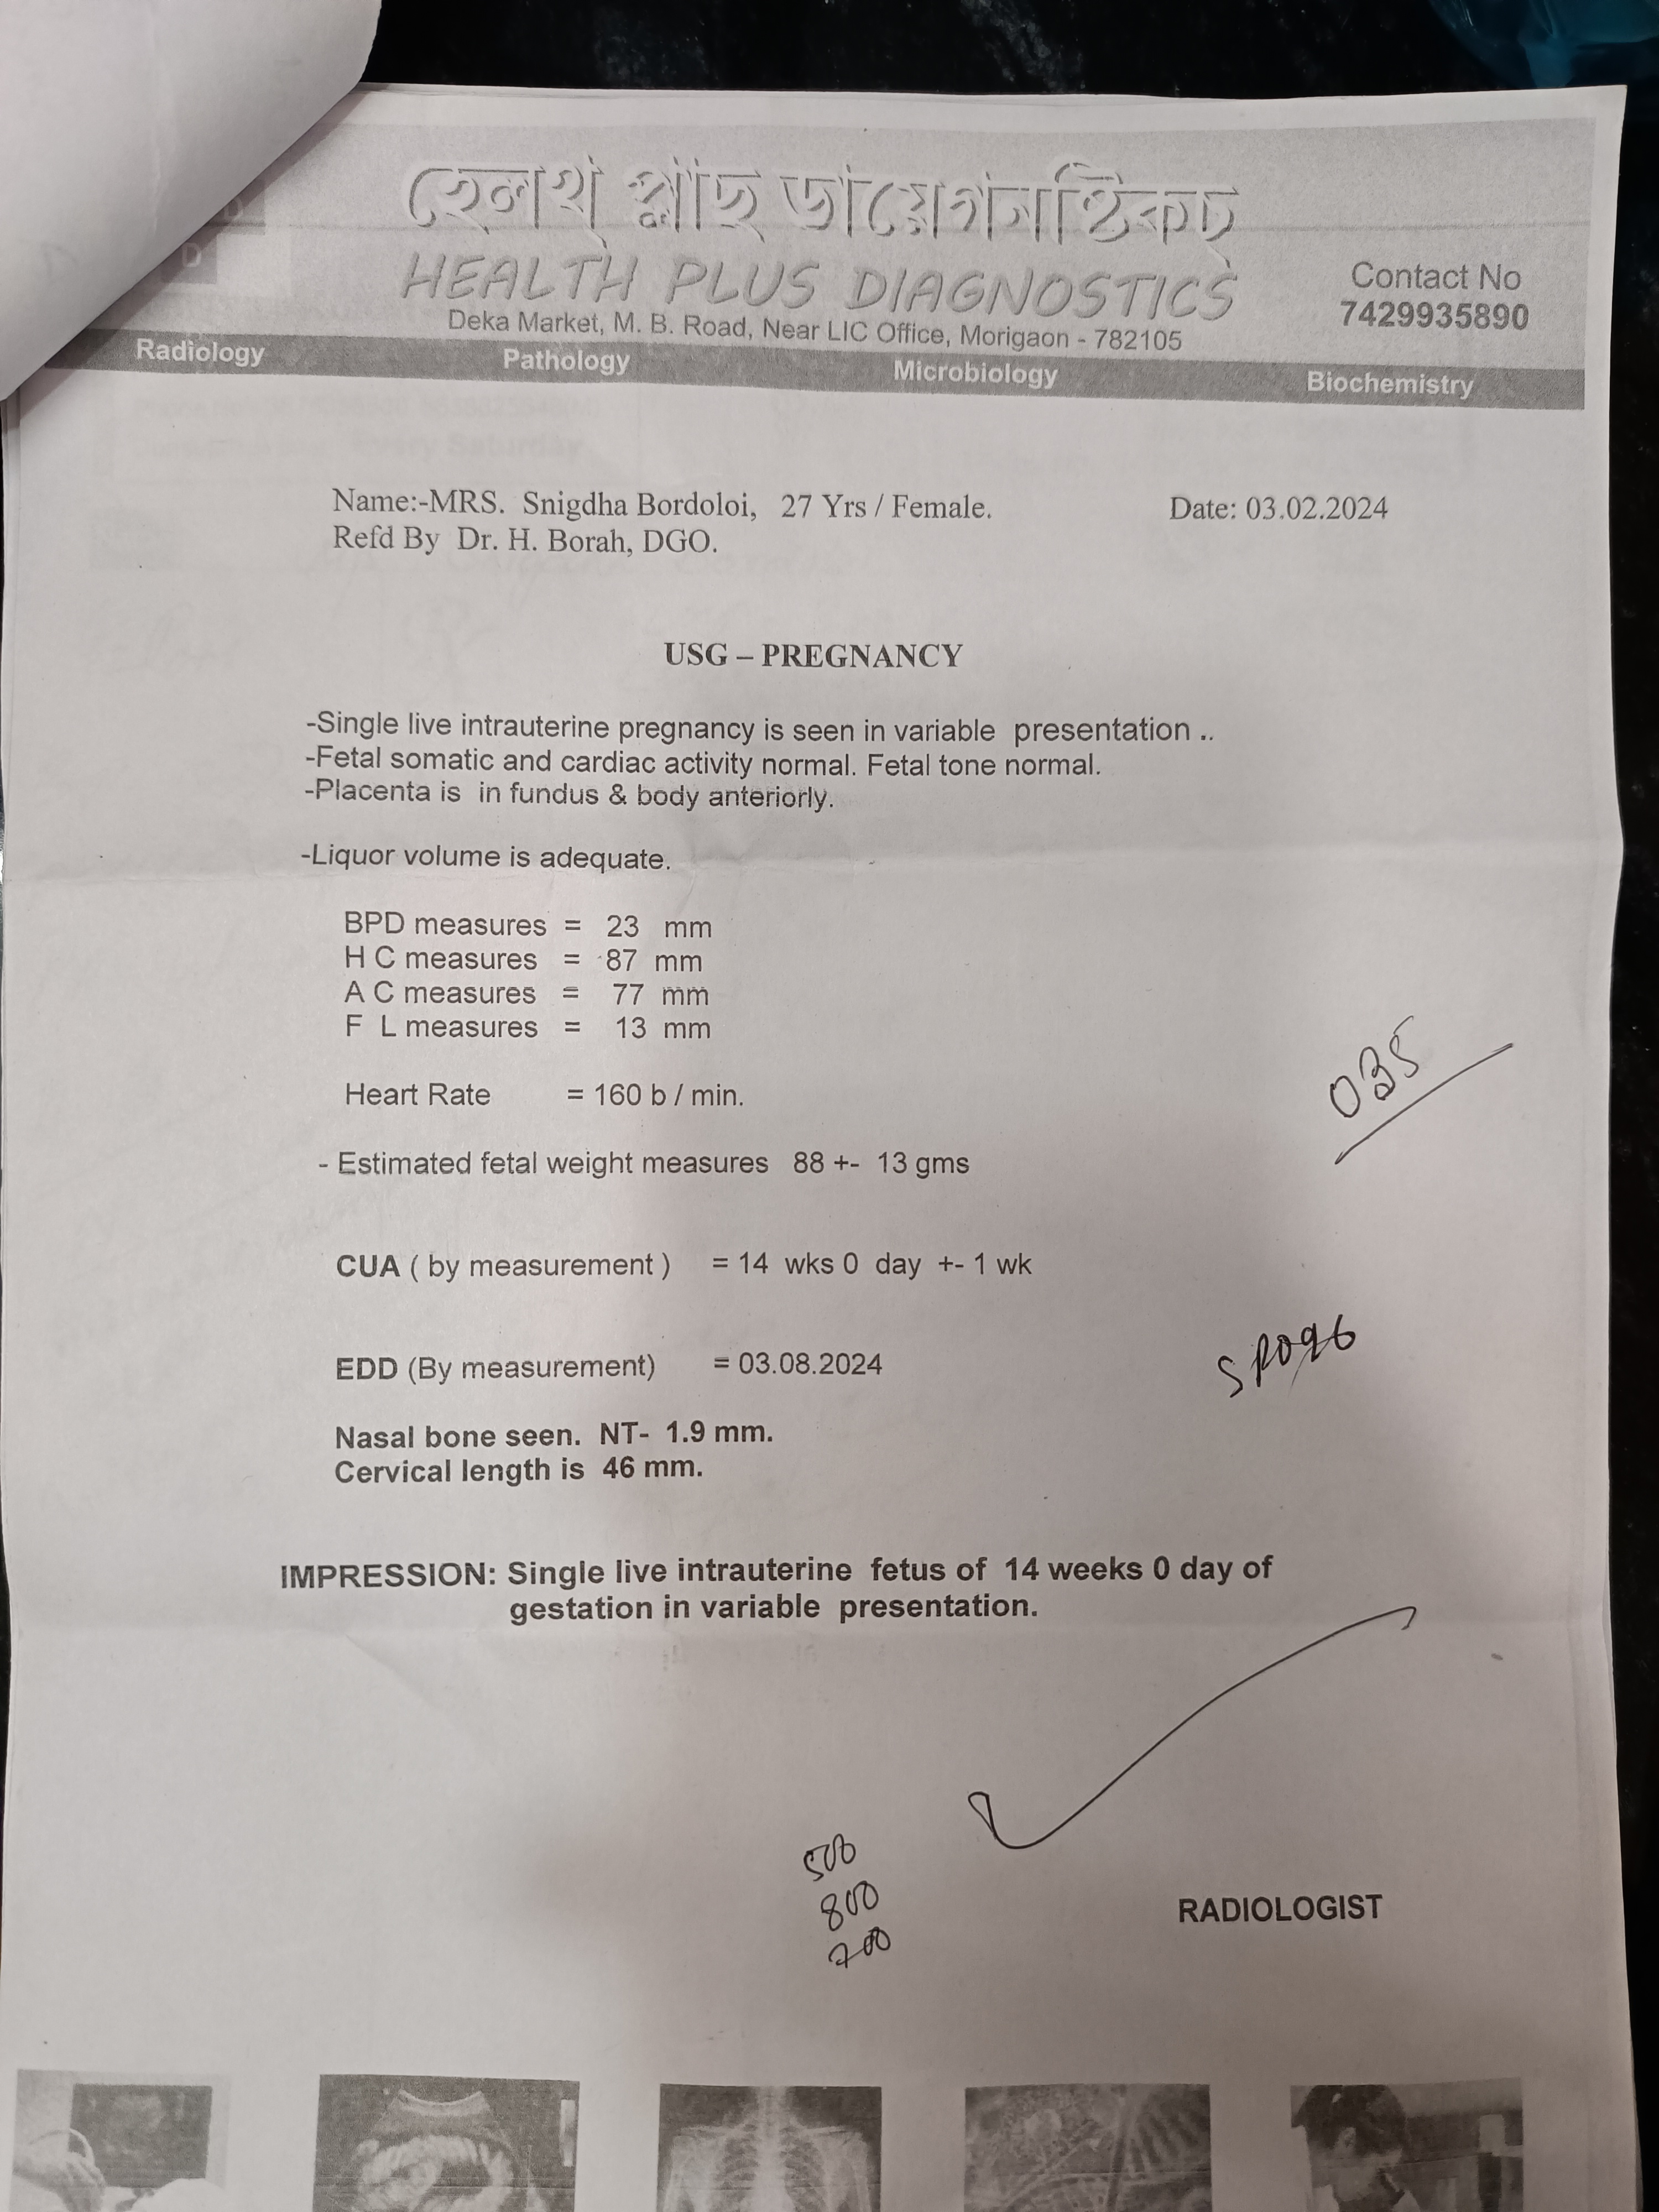 হেলথ প্লাছ ডায়েগনষ্টিকচ
HEALTH PLUS DIAGNOSTICS
Contact No
7429935890
Deka Market, M. B. Road, Near LIC Office, Morigaon - 782105
Radiology Pathology Microbiology Biochemistry
Name:-MRS. Snigdha Bordoloi, 27 Yrs / Female. Date: 03.02.2024
Refd By Dr. H. Borah, DGO.
USG – PREGNANCY
-Single live intrauterine pregnancy is seen in variable presentation ..
-Fetal somatic and cardiac activity normal. Fetal tone normal.
-Placenta is in fundus & body anteriorly.
-Liquor volume is adequate.
BPD measures = 23 mm
H C measures = 87 mm
A C measures = 77 mm
F L measures = 13 mm
Heart Rate = 160 b / min.
- Estimated fetal weight measures 88 +- 13 gms
CUA ( by measurement ) = 14 wks 0 day +- 1 wk
EDD (By measurement) = 03.08.2024
Nasal bone seen. NT- 1.9 mm.
Cervical length is 46 mm.
IMPRESSION: Single live intrauterine fetus of 14 weeks 0 day of
gestation in variable presentation.
500
800
700
RADIOLOGIST